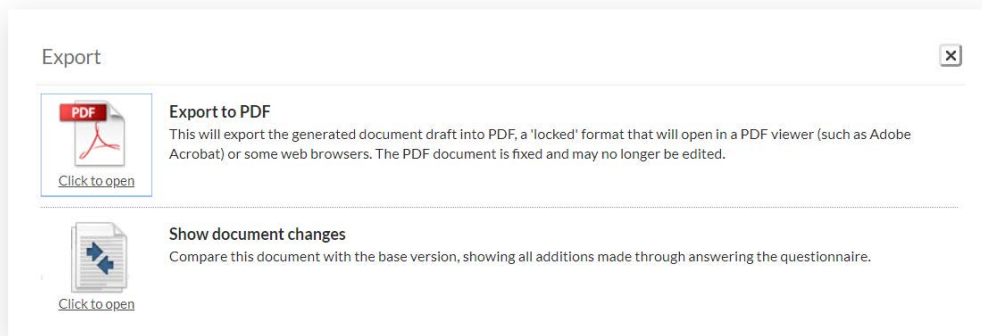 Export
PDF
Export to PDF
This will export the generated document draft into PDF, a 'locked' format that will open in a PDF viewer (such as Adobe
Acrobat) or some web browsers. The PDF document is fixed and may no longer be edited.
Click to open
Show document changes
Compare this document with the base version, showing all additions made through answering the questionnaire.
Click to open